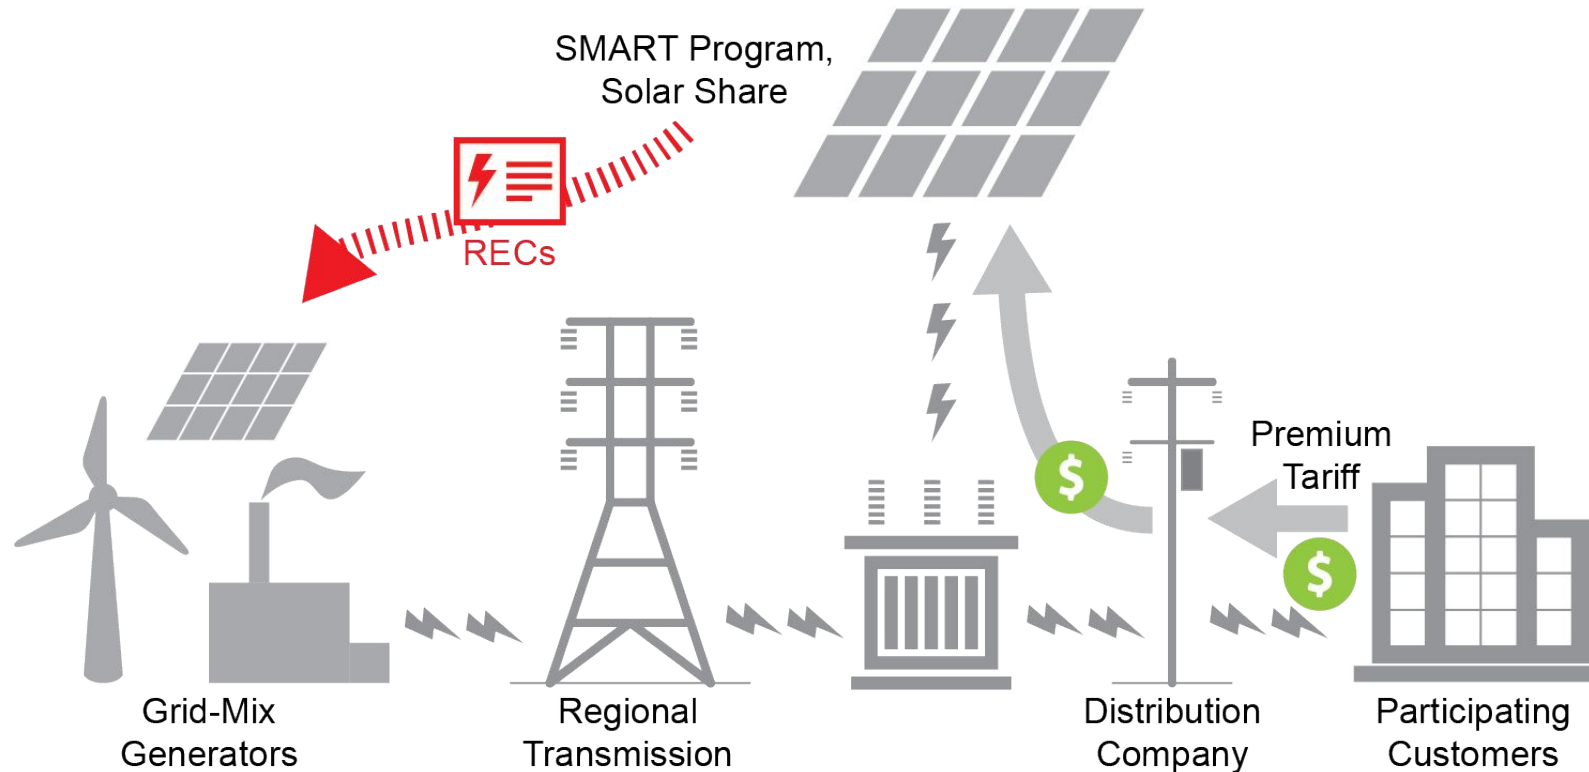 SMART Program,
Solar Share
RECs
Premium
Tariff
$
$
Grid-Mix
Generators
Regional
Transmission
Distribution
Company
Participating
Customers